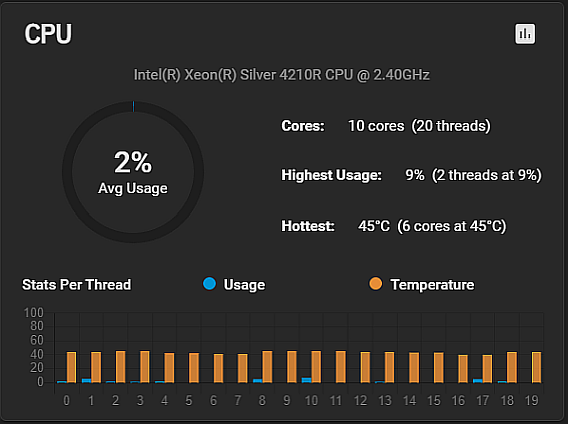 CPU
Intel(R) Xeon(R) Silver 4210R CPU @ 2.40GHz
2%
Avg Usage
Cores: 10 cores (20 threads)
Highest Usage: 9% (2 threads at 9%)
Hottest: 45°C (6 cores at 45°C)
Stats Per Thread Usage Temperature
100
80
60
40
20
0
0 1 2 3 4 5 6 7 8 9 10 11 12 13 14 15 16 17 18 19